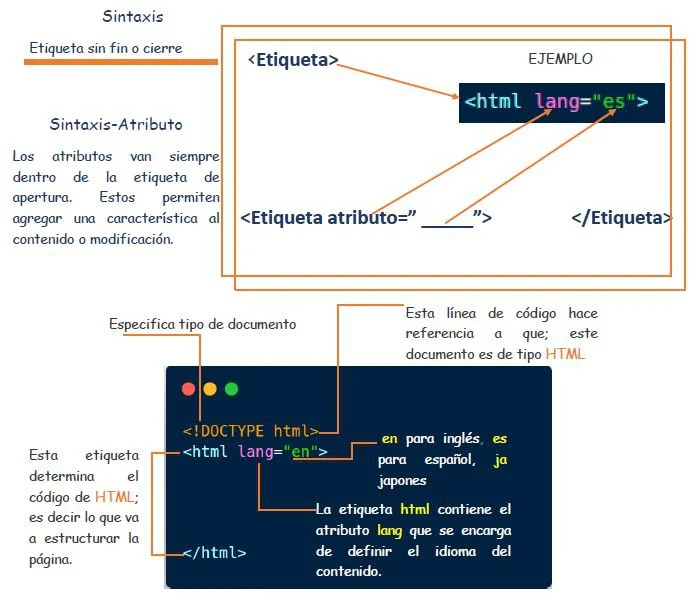 Sintaxis
Etiqueta sin fin o cierre
<Etiqueta>
EJEMPLO
<html lang="es">
Sintaxis-Atributo
Los atributos van siempre
dentro de la etiqueta de
apertura. Estos permiten
agregar una característica al
contenido o modificación.
<Etiqueta atributo=” _____”>
</Etiqueta>
Especifica tipo de documento
Esta línea de código hace
referencia a que; este
documento es de tipo HTML
<!DOCTYPE html>
<html lang="en">
en para inglés, es
para español, ja
japones
Esta etiqueta
determina el
código de HTML;
es decir lo que va
a estructurar la
página.
La etiqueta html contiene el
atributo lang que se encarga
de definir el idioma del
contenido.
</html>